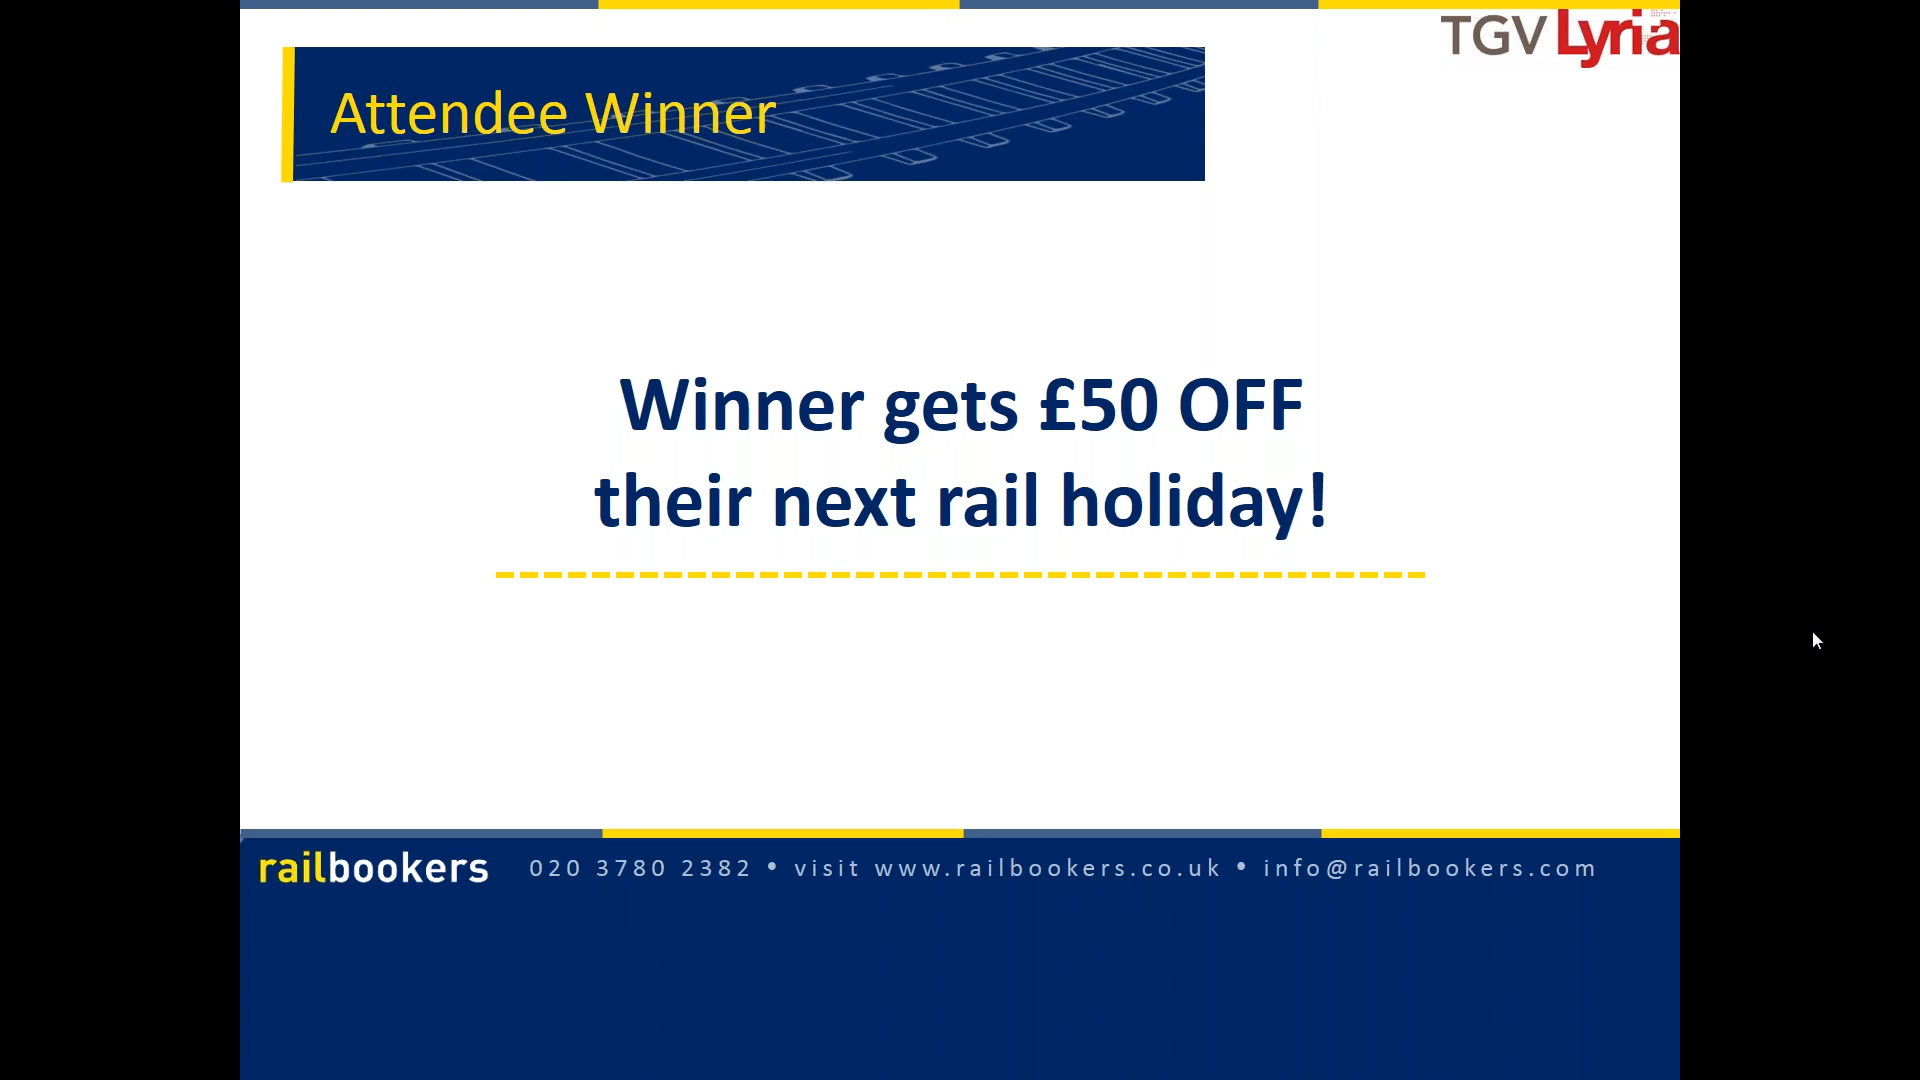 TGV Lyria
Attendee Winner
Winner gets £50 OFF
their next rail holiday!
railbookers 020 3780 2382 • visit www.railbookers.co.uk • info@railbookers.com